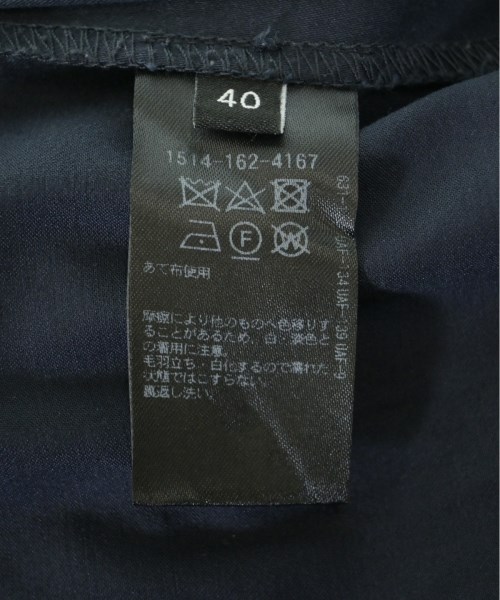 40
1514-162-4167
F
W
あて布使用
摩擦により他のものへ色移りす
ることがあるため、白・淡色と
の着用に注意。
毛羽立ち・白化するので濡れた
状態ではこすらない。
裏返し洗い。